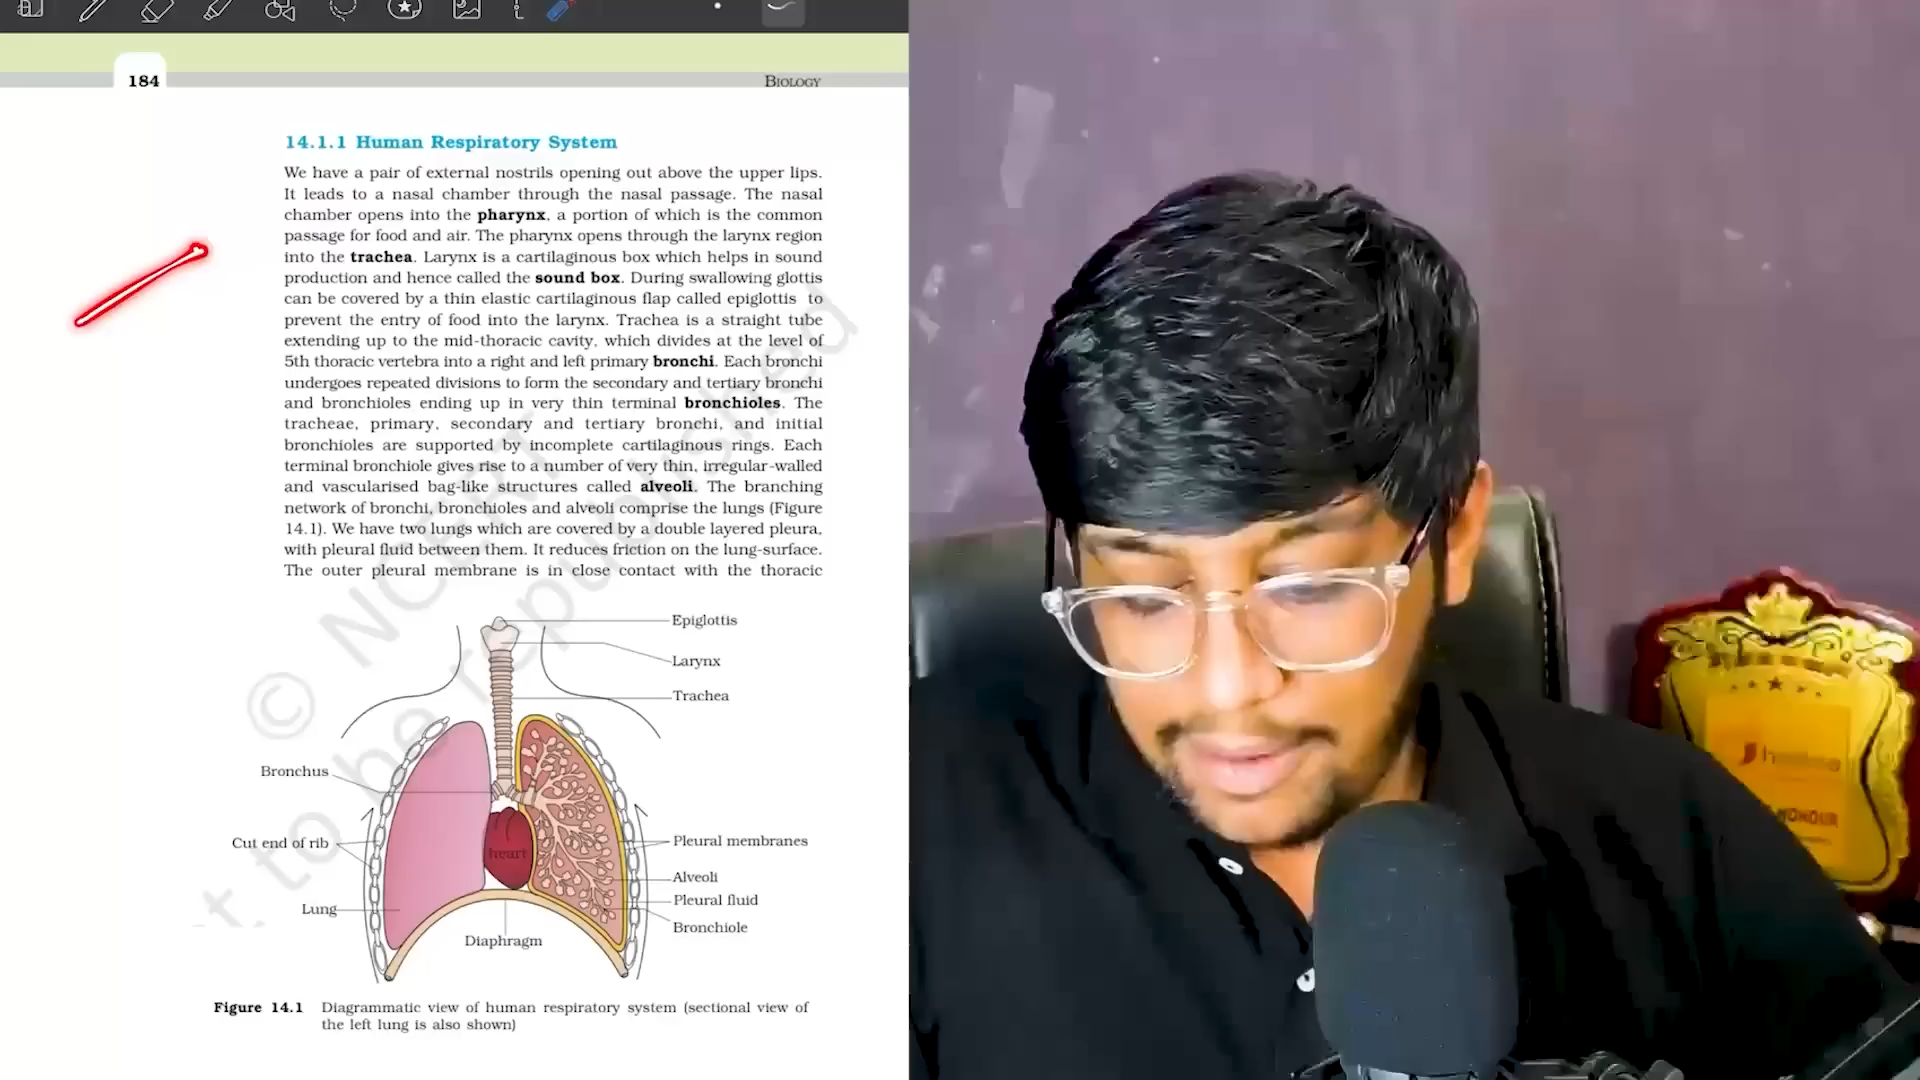 184
BIOLOGY
14.1.1 Human Respiratory System
We have a pair of external nostrils opening out above the upper lips.
It leads to a nasal chamber through the nasal passage. The nasal
chamber opens into the pharynx, a portion of which is the common
passage for food and air. The pharynx opens through the larynx region
into the trachea. Larynx is a cartilaginous box which helps in sound
production and hence called the sound box. During swallowing glottis
can be covered by a thin elastic cartilaginous flap called epiglottis to
prevent the entry of food into the larynx. Trachea is a straight tube
extending up to the mid-thoracic cavity, which divides at the level of
5th thoracic vertebra into a right and left primary bronchi. Each bronchi
undergoes repeated divisions to form the secondary and tertiary bronchi
and bronchioles ending up in very thin terminal bronchioles. The
tracheae, primary, secondary and tertiary bronchi, and initial
bronchioles are supported by incomplete cartilaginous rings. Each
terminal bronchiole gives rise to a number of very thin, irregular-walled
and vascularised bag-like structures called alveoli. The branching
network of bronchi, bronchioles and alveoli comprise the lungs (Figure
14.1). We have two lungs which are covered by a double layered pleura,
with pleural fluid between them. It reduces friction on the lung-surface.
The outer pleural membrane is in close contact with the thoracic
© NCERT
not to be republished
Epiglottis
Larynx
Trachea
Bronchus
Cut end of rib
heart
Pleural membranes
Alveoli
Pleural fluid
Lung
Bronchiole
Diaphragm
Figure 14.1 Diagrammatic view of human respiratory system (sectional view of
the left lung is also shown)